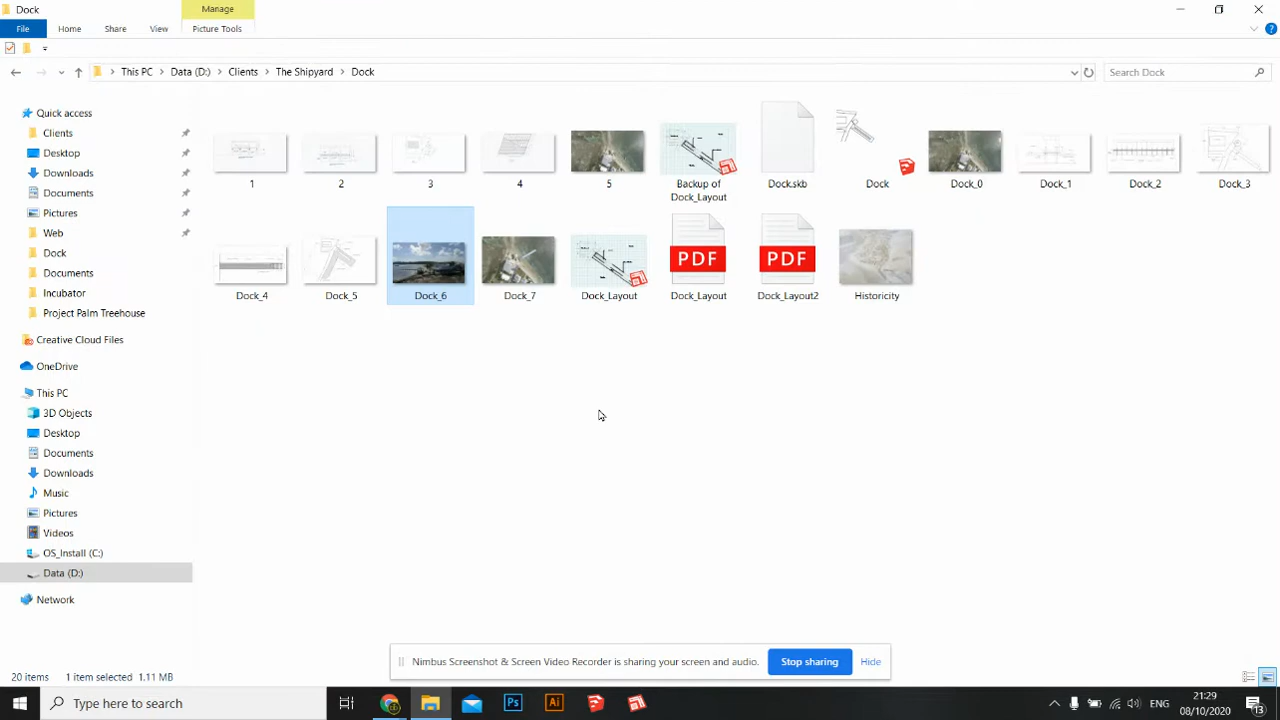 Dock
Manage
File
Home
Share
View
Picture Tools
This PC
Data (D:)
Clients
The Shipyard
Dock
Search Dock
Quick access
Clients
Desktop
Downloads
Documents
Pictures
Web
Dock
Documents
Incubator
Project Palm Treehouse
Creative Cloud Files
OneDrive
This PC
3D Objects
Desktop
Documents
Downloads
Music
Pictures
Videos
OS_Install (C:)
Data (D:)
Network
1
2
3
4
5
Backup of
Dock_Layout
Dock.skb
Dock
Dock_0
Dock_1
Dock_2
Dock_3
Dock_4
Dock_5
Dock_6
Dock_7
Dock_Layout
PDF
Dock_Layout
PDF
Dock_Layout2
Historicity
Nimbus Screenshot & Screen Video Recorder is sharing your screen and audio.
Stop sharing
Hide
20 items
1 item selected 1.11 MB
Type here to search
Ps
Ai
ENG
21:29
08/10/2020
13